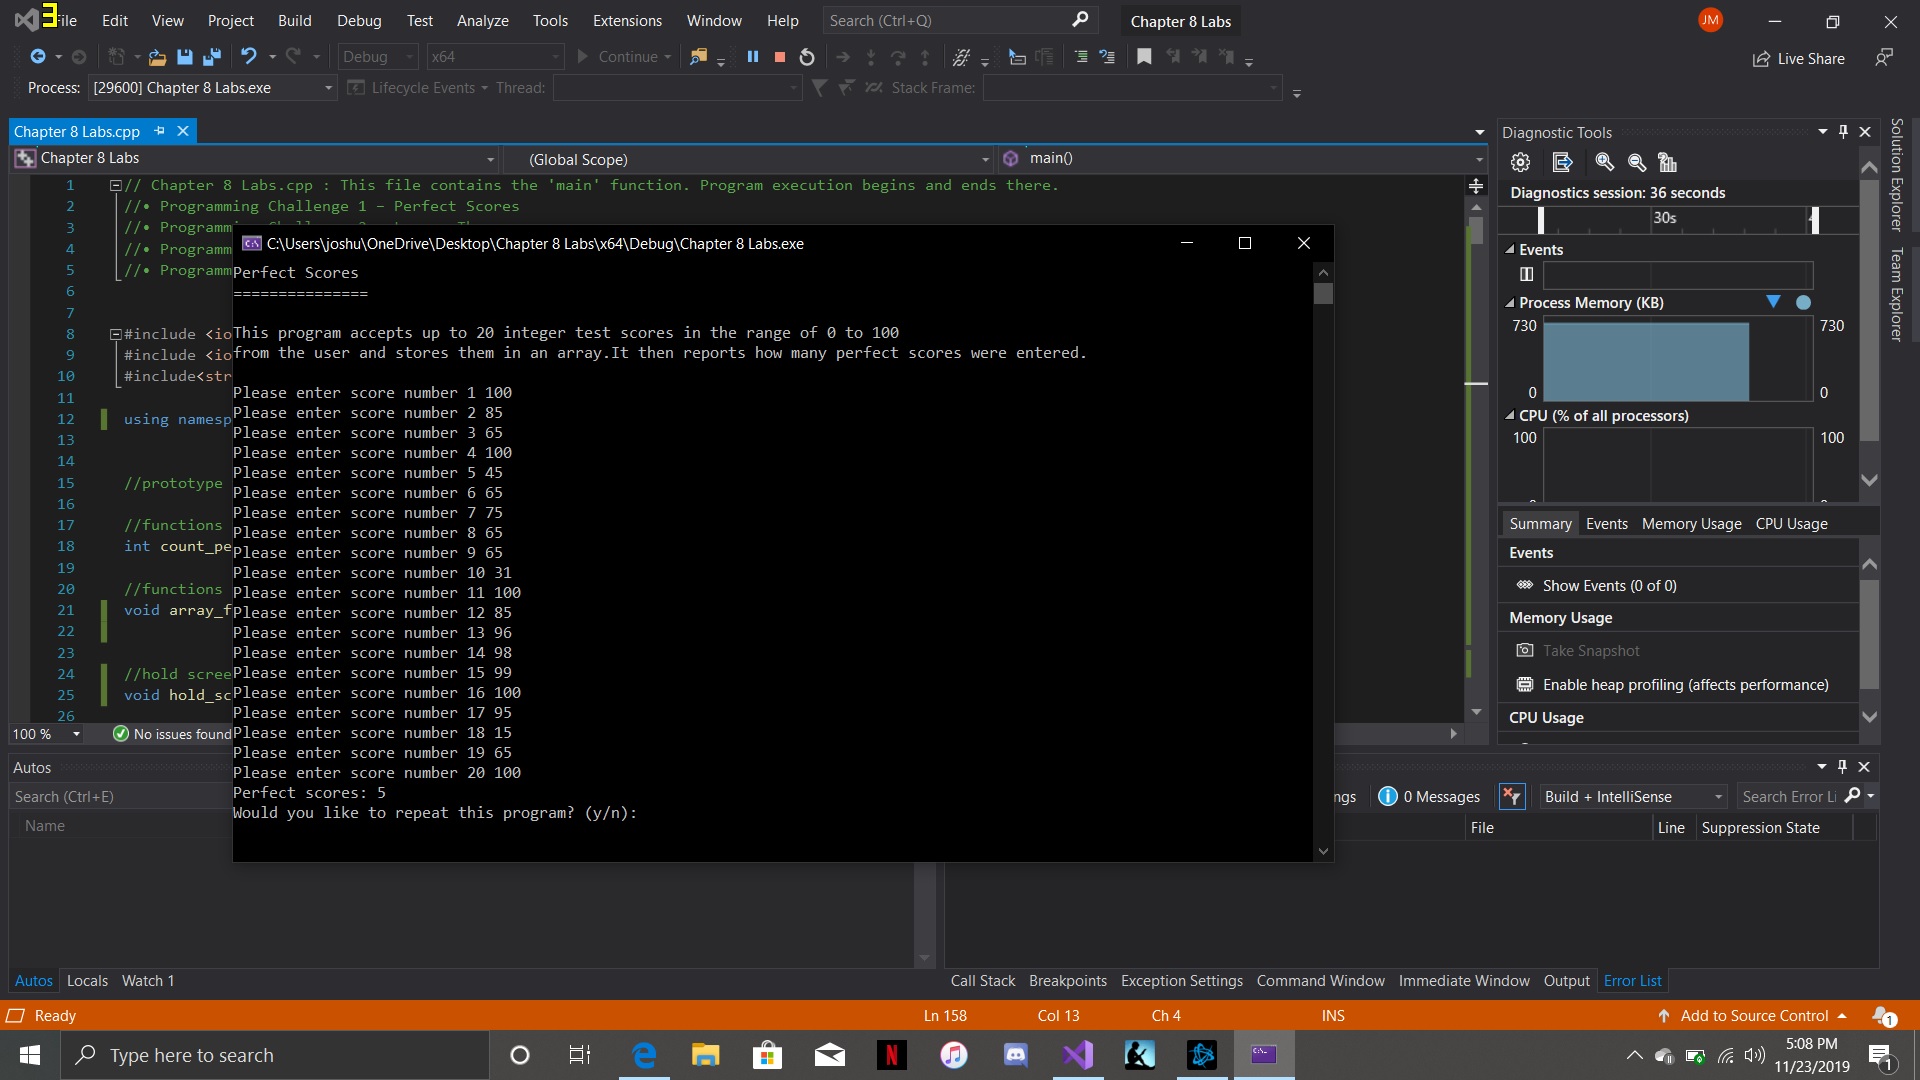 3
File Edit View Project Build Debug Test Analyze Tools Extensions Window Help Search (Ctrl+Q) Chapter 8 Labs JM
Debug x64 Continue Live Share
Process: [29600] Chapter 8 Labs.exe Lifecycle Events Thread: Stack Frame:
Chapter 8 Labs.cpp
Chapter 8 Labs (Global Scope) main()
1 // Chapter 8 Labs.cpp : This file contains the 'main' function. Program execution begins and ends there.
2 //• Programming Challenge 1 – Perfect Scores
3 //• Programm
4 //• Programm
5 //• Programm
6
7
8 #include <io
9 #include <io
10 #include<str
11
12 using namesp
13
14
15 //prototype
16
17 //functions
18 int count_pe
19
20 //functions
21 void array_f
22
23
24 //hold scree
25 void hold_sc
26
100 % No issues found
C:\Users\joshu\OneDrive\Desktop\Chapter 8 Labs\x64\Debug\Chapter 8 Labs.exe
Perfect Scores
===============
This program accepts up to 20 integer test scores in the range of 0 to 100
from the user and stores them in an array.It then reports how many perfect scores were entered.
Please enter score number 1 100
Please enter score number 2 85
Please enter score number 3 65
Please enter score number 4 100
Please enter score number 5 45
Please enter score number 6 65
Please enter score number 7 75
Please enter score number 8 65
Please enter score number 9 65
Please enter score number 10 31
Please enter score number 11 100
Please enter score number 12 85
Please enter score number 13 96
Please enter score number 14 98
Please enter score number 15 99
Please enter score number 16 100
Please enter score number 17 95
Please enter score number 18 15
Please enter score number 19 65
Please enter score number 20 100
Perfect scores: 5
Would you like to repeat this program? (y/n):
Diagnostic Tools
Diagnostics session: 36 seconds
30s
Events
Process Memory (KB)
730 730
0 0
CPU (% of all processors)
100 100
Summary Events Memory Usage CPU Usage
Events
Show Events (0 of 0)
Memory Usage
Take Snapshot
Enable heap profiling (affects performance)
CPU Usage
Solution Explorer
Team Explorer
Autos
Search (Ctrl+E)
Name
Autos Locals Watch 1
ngs 0 Messages Build + IntelliSense Search Error Li
File Line Suppression State
Call Stack Breakpoints Exception Settings Command Window Immediate Window Output Error List
Ready Ln 158 Col 13 Ch 4 INS Add to Source Control 1
Type here to search
5:08 PM
11/23/2019
1